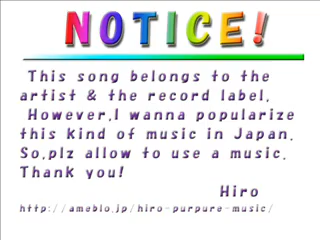 NOTICE!
This song belongs to the
artist & the record label.
However,I wanna popularize
this kind of music in Japan.
So,plz allow to use a music.
Thank you!
Hiro
http://ameblo.jp/hiro-purpure-music/